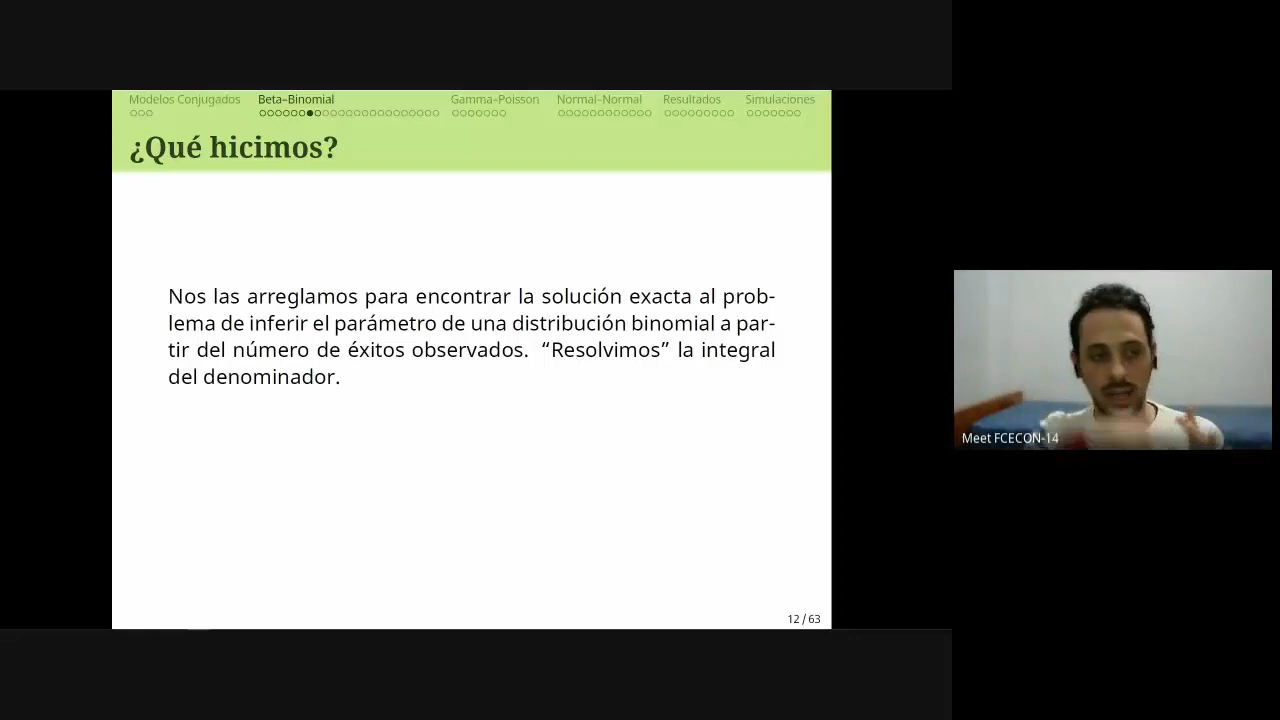 Modelos Conjugados Beta–Binomial Gamma–Poisson Normal–Normal Resultados Simulaciones
¿Qué hicimos?
Nos las arreglamos para encontrar la solución exacta al prob-
lema de inferir el parámetro de una distribución binomial a par-
tir del número de éxitos observados. “Resolvimos” la integral
del denominador.
Meet FCECON-14
12 / 63